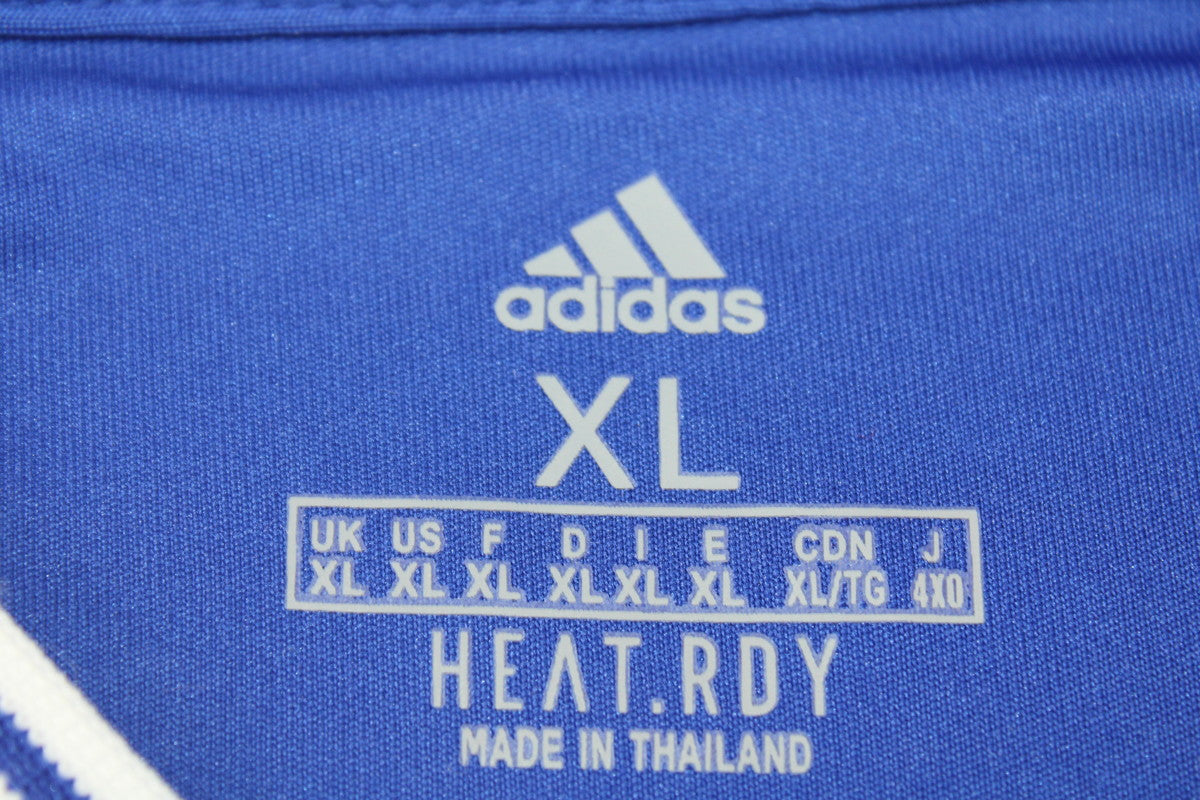 adidas
XL
UK US F D I E CDN J
XL XL XL XL XL XL XL/TG 4XO
HEAT.RDY
MADE IN THAILAND